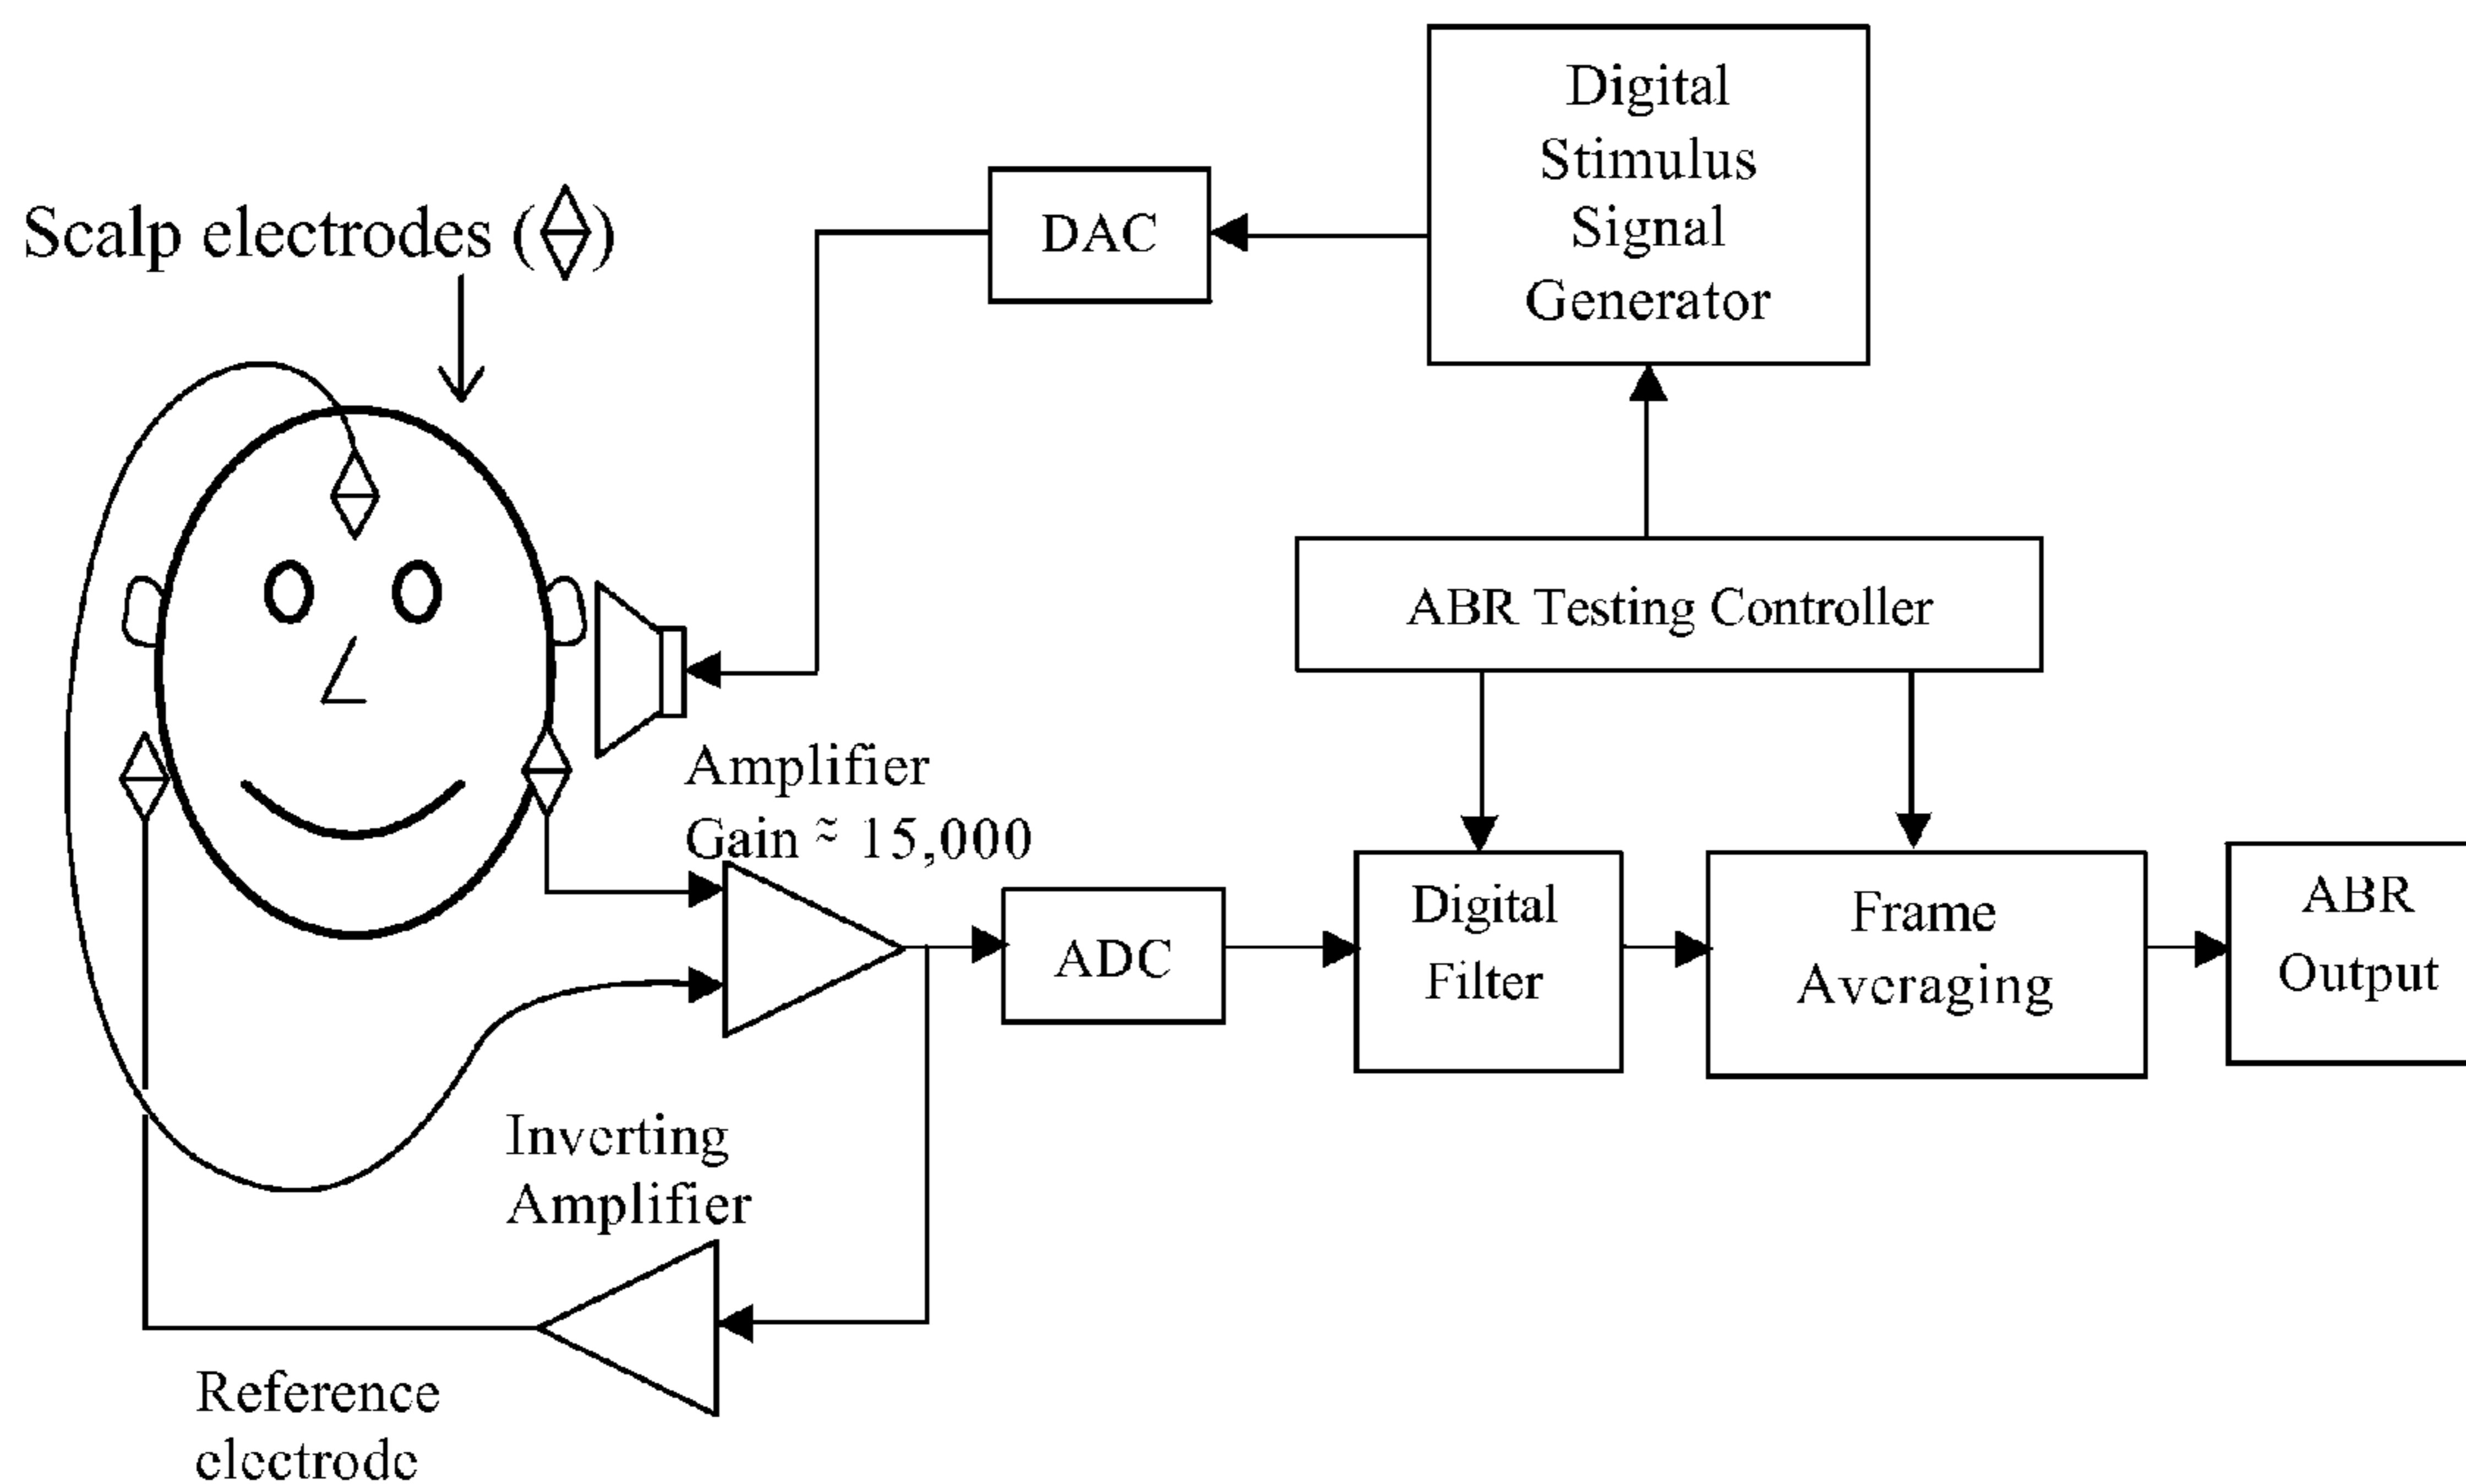 Digital
Stimulus
Signal
Generator
DAC
Scalp electrodes ( )
ABR Testing Controller
Amplifier
Gain ≈ 15,000
ADC
Digital
Filter
Frame
Averaging
ABR
Output
Inverting
Amplifier
Reference
electrode